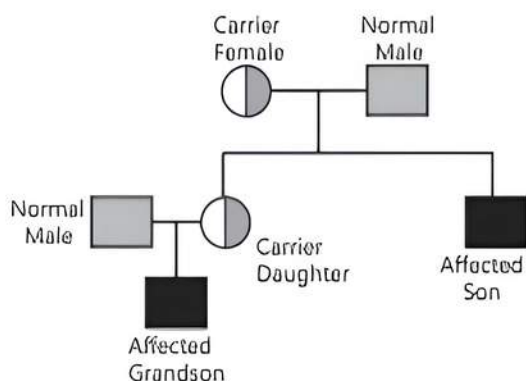 Carrier
Female
Normal
Male
Normal
Male
Carrier
Daughter
Affected
Son
Affected
Grandson